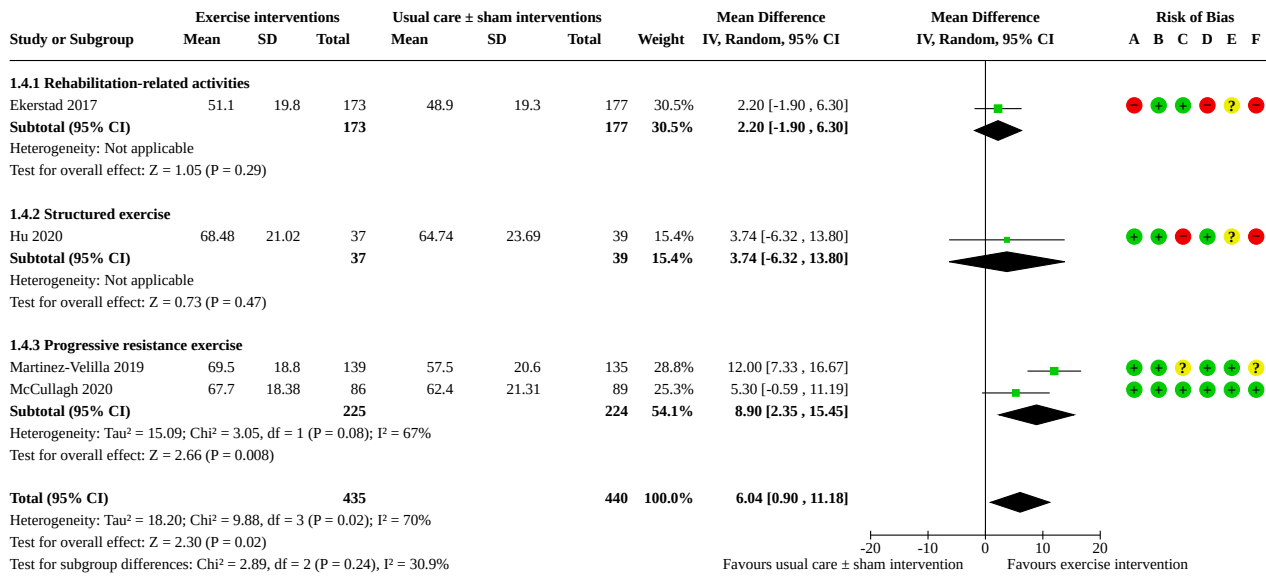 Exercise interventions Usual care ± sham interventions Mean Difference Mean Difference Risk of Bias
Study or Subgroup Mean SD Total Mean SD Total Weight IV, Random, 95% CI IV, Random, 95% CI A B C D E F
1.4.1 Rehabilitation-related activities
Ekerstad 2017 51.1 19.8 173 48.9 19.3 177 30.5% 2.20 [-1.90 , 6.30] − + + − ? −
Subtotal (95% CI) 173 177 30.5% 2.20 [-1.90 , 6.30]
Heterogeneity: Not applicable
Test for overall effect: Z = 1.05 (P = 0.29)
1.4.2 Structured exercise
Hu 2020 68.48 21.02 37 64.74 23.69 39 15.4% 3.74 [-6.32 , 13.80] + + − + ? −
Subtotal (95% CI) 37 39 15.4% 3.74 [-6.32 , 13.80]
Heterogeneity: Not applicable
Test for overall effect: Z = 0.73 (P = 0.47)
1.4.3 Progressive resistance exercise
Martinez-Velilla 2019 69.5 18.8 139 57.5 20.6 135 28.8% 12.00 [7.33 , 16.67] + + ? + + ?
McCullagh 2020 67.7 18.38 86 62.4 21.31 89 25.3% 5.30 [-0.59 , 11.19] + + + + + +
Subtotal (95% CI) 225 224 54.1% 8.90 [2.35 , 15.45]
Heterogeneity: Tau² = 15.09; Chi² = 3.05, df = 1 (P = 0.08); I² = 67%
Test for overall effect: Z = 2.66 (P = 0.008)
Total (95% CI) 435 440 100.0% 6.04 [0.90 , 11.18]
Heterogeneity: Tau² = 18.20; Chi² = 9.88, df = 3 (P = 0.02); I² = 70%
Test for overall effect: Z = 2.30 (P = 0.02)
-20 -10 0 10 20
Test for subgroup differences: Chi² = 2.89, df = 2 (P = 0.24), I² = 30.9% Favours usual care ± sham intervention Favours exercise intervention